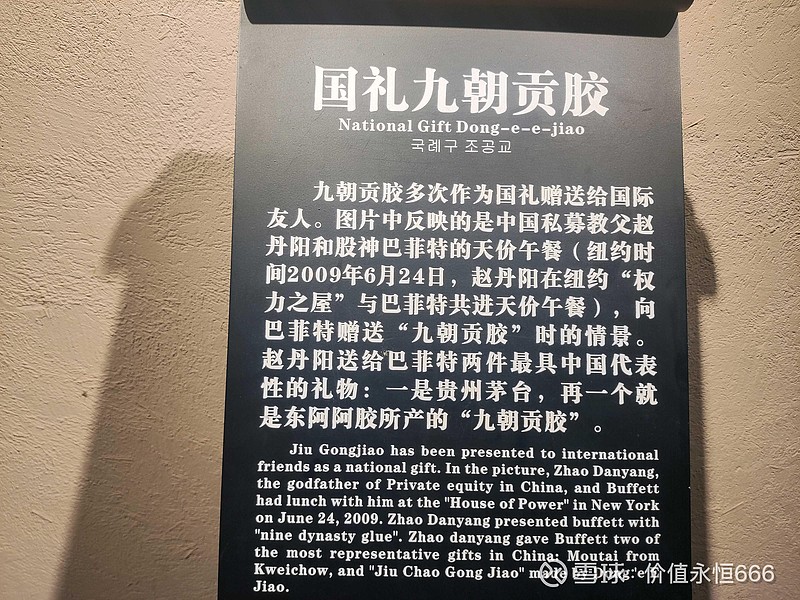 国礼九朝贡胶
National Gift Dong-e-e-jiao
국례구 조공교
九朝贡胶多次作为国礼赠送给国际
友人。图片中反映的是中国私募教父赵
丹阳和股神巴菲特的天价午餐（纽约时
间2009年6月24日，赵丹阳在纽约“权
力之屋”与巴菲特共进天价午餐），向
巴菲特赠送“九朝贡胶”时的情景。
赵丹阳送给巴菲特两件最具中国代表
性的礼物：一是贵州茅台，再一个就
是东阿阿胶所产的“九朝贡胶”。
Jiu Gongjiao has been presented to international
friends as a national gift. In the picture, Zhao Danyang,
the godfather of Private equity in China, and Buffett
had lunch with him at the "House of Power" in New York
on June 24, 2009. Zhao Danyang presented buffett with
"nine dynasty glue". Zhao danyang gave Buffett two of
the most representative gifts in China: Moutai from
Kweichow, and "Jiu Chao Gong Jiao" made by Dong'e E
Jiao.
雪球：价值永恒666